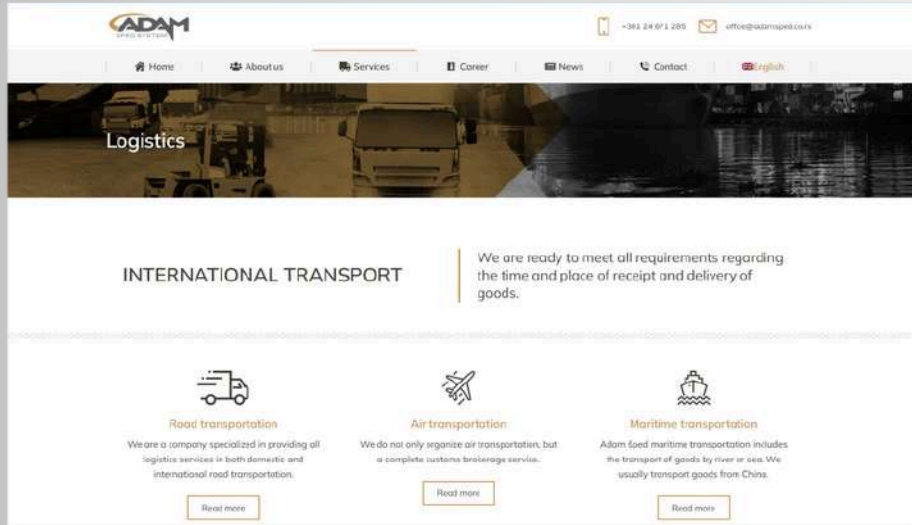 ADAM
SPED SYSTEM
+381 24 671 286
office@adamsped.co.rs
Home
About us
Services
Career
News
Contact
English
Logistics
INTERNATIONAL TRANSPORT
We are ready to meet all requirements regarding
the time and place of receipt and delivery of
goods.
Road transportation
We are a company specialized in providing all
logistics services in both domestic and
international road transportation.
Read more
Air transportation
We do not only organize air transportation, but
a complete customs brokerage service.
Read more
Maritime transportation
Adam Sped maritime transportation includes
the transport of goods by river or sea. We
usually transport goods from China.
Read more